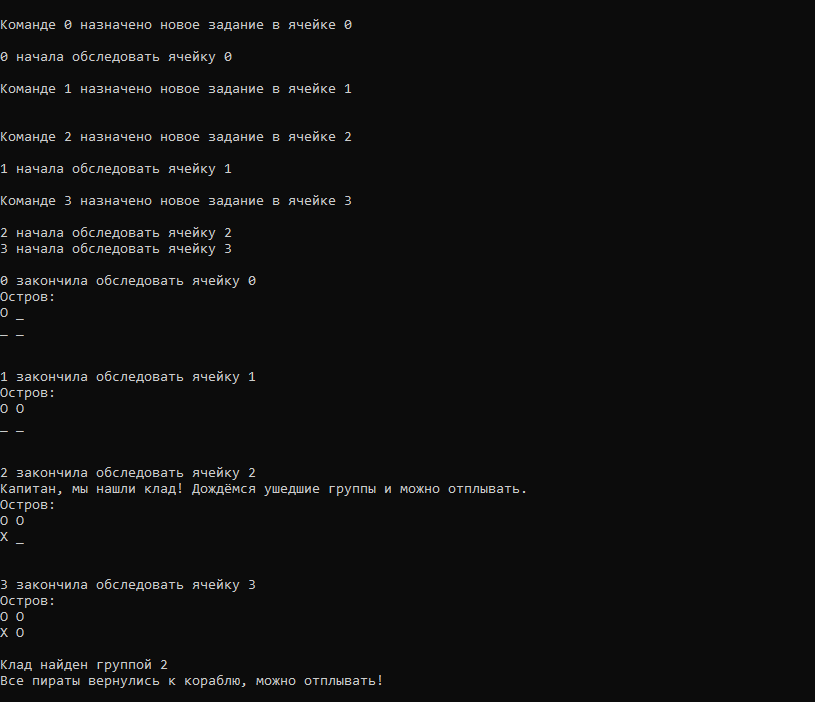 Команде 0 назначено новое задание в ячейке 0
0 начала обследовать ячейку 0
Команде 1 назначено новое задание в ячейке 1
Команде 2 назначено новое задание в ячейке 2
1 начала обследовать ячейку 1
Команде 3 назначено новое задание в ячейке 3
2 начала обследовать ячейку 2
3 начала обследовать ячейку 3
0 закончила обследовать ячейку 0
Остров:
O _
_ _
1 закончила обследовать ячейку 1
Остров:
O O
_ _
2 закончила обследовать ячейку 2
Капитан, мы нашли клад! Дождёмся ушедшие группы и можно отплывать.
Остров:
O O
X _
3 закончила обследовать ячейку 3
Остров:
O O
X O
Клад найден группой 2
Все пираты вернулись к кораблю, можно отплывать!